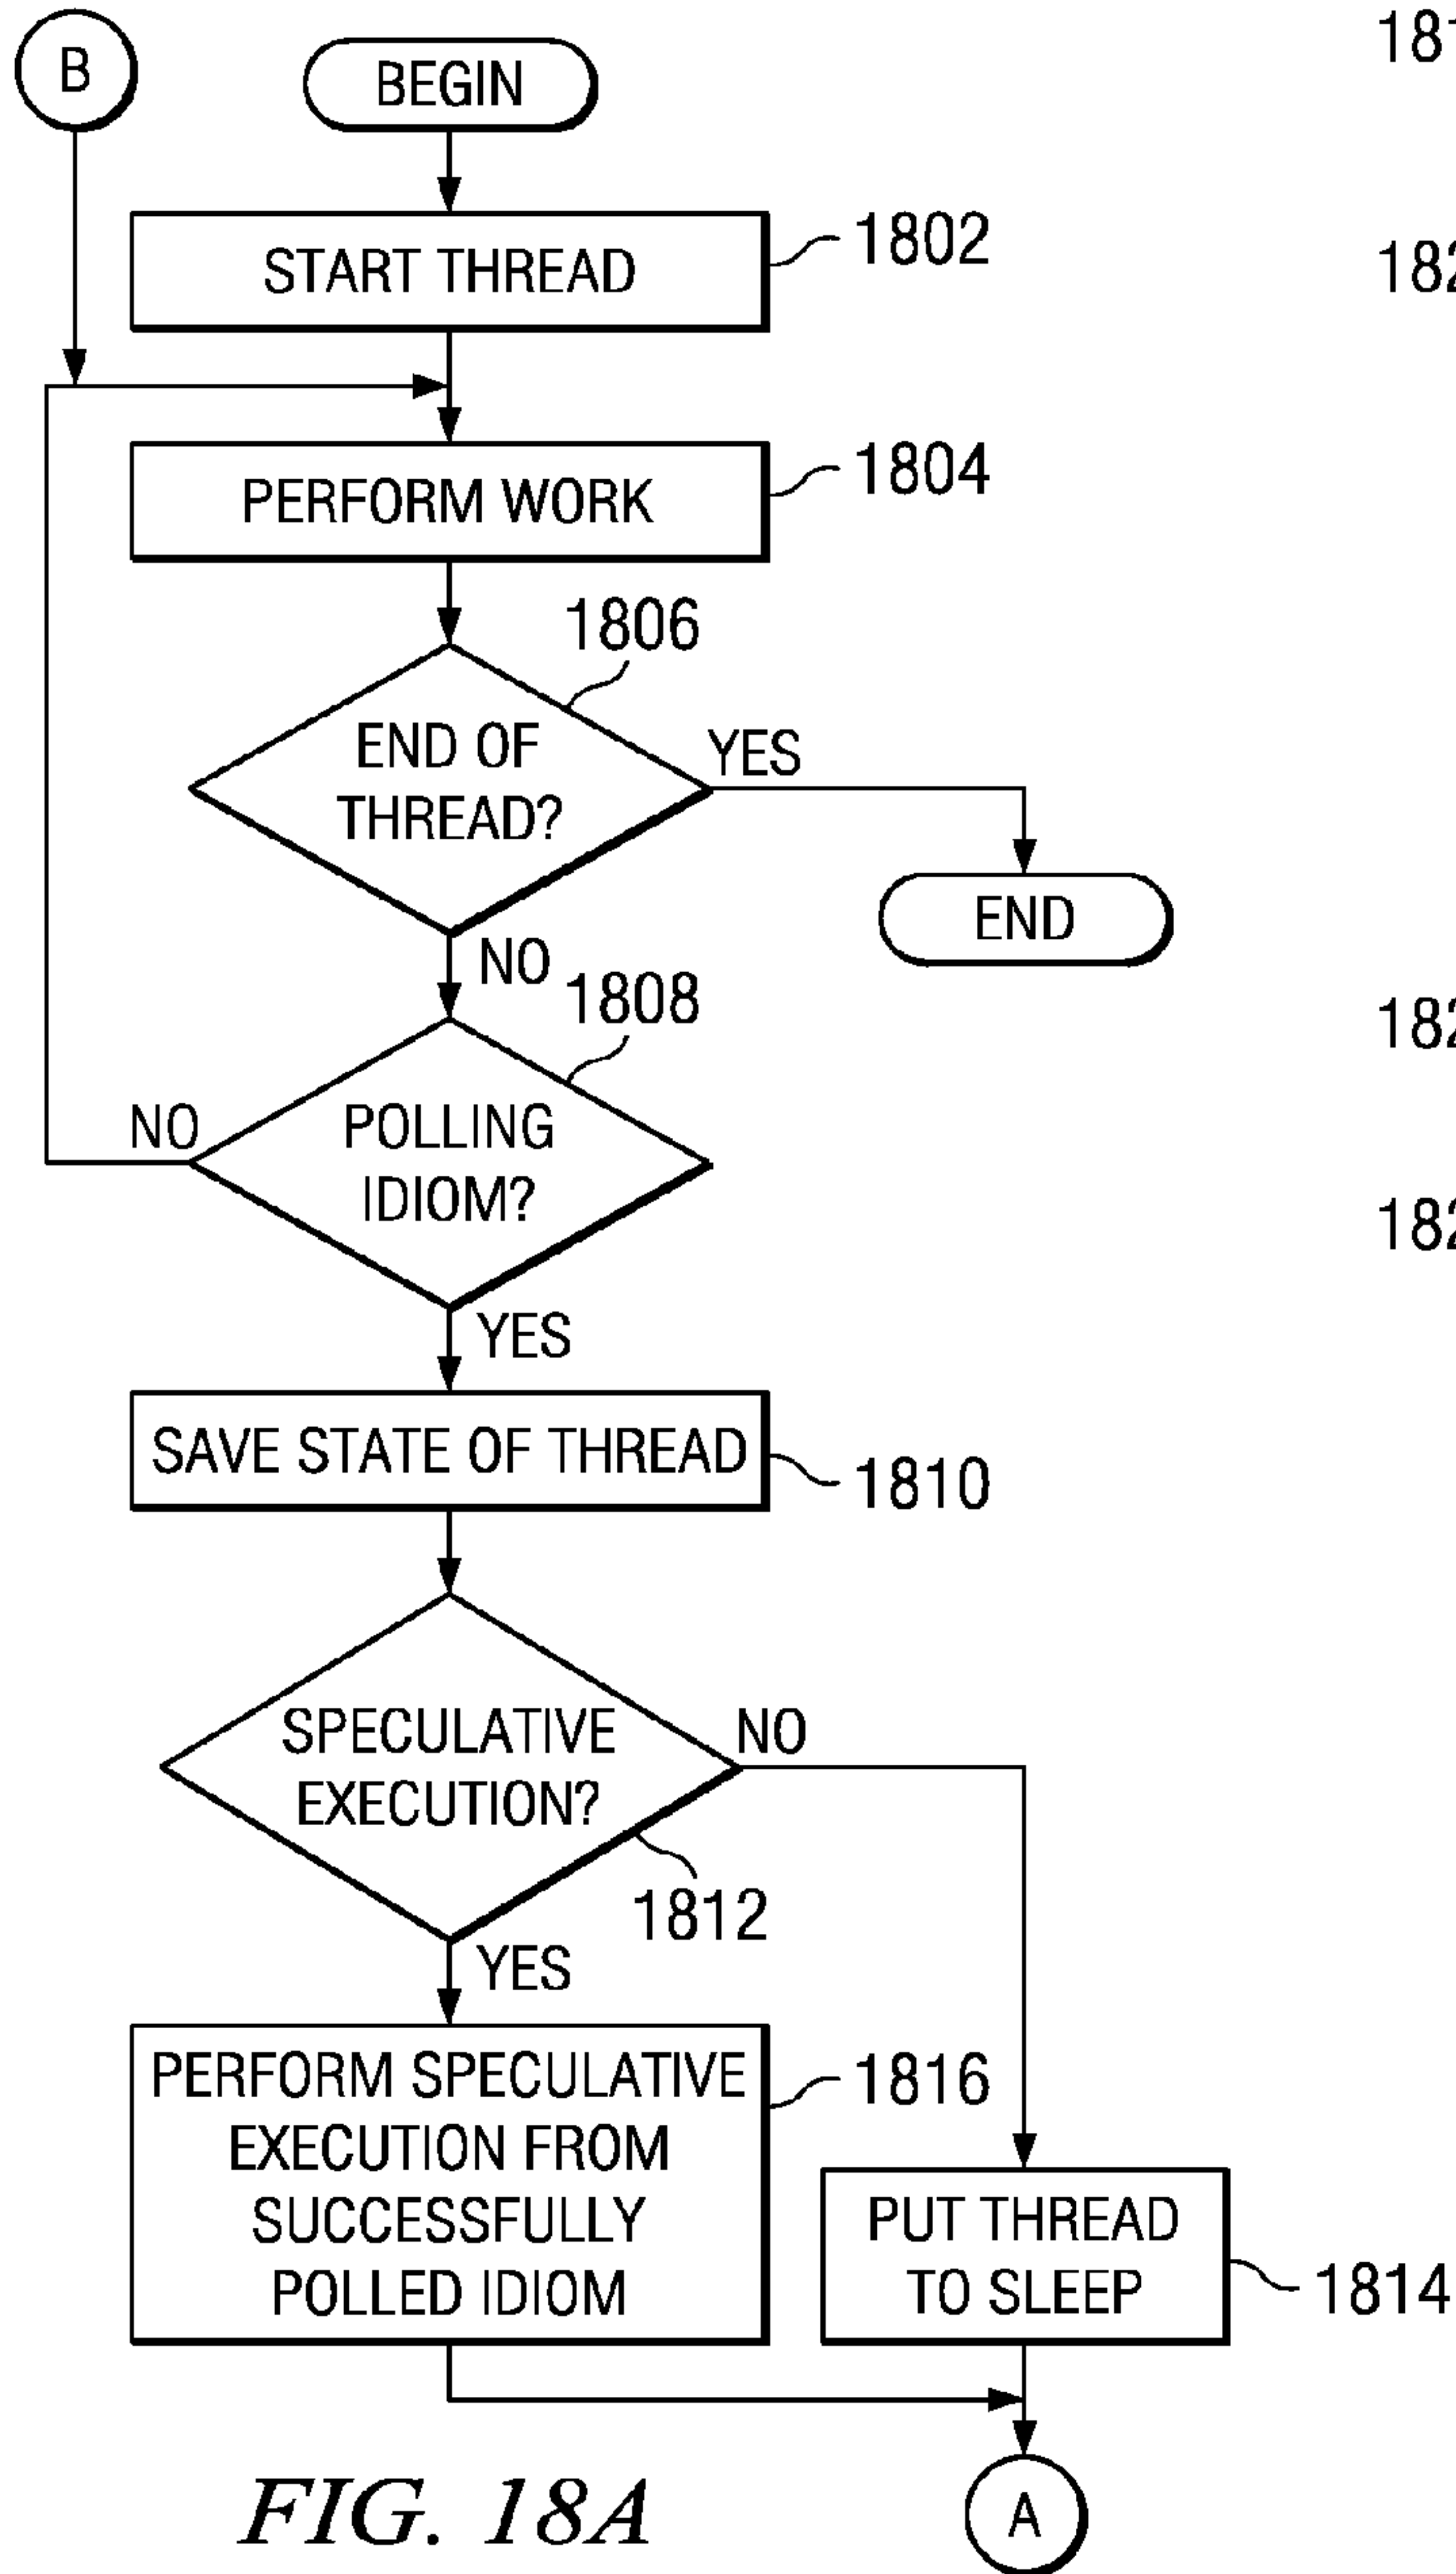 B
BEGIN
START THREAD
1802
PERFORM WORK
1804
1806
END OF
THREAD?
YES
END
NO
1808
POLLING
IDIOM?
NO
YES
SAVE STATE OF THREAD
1810
SPECULATIVE
EXECUTION?
NO
1812
YES
PERFORM SPECULATIVE
EXECUTION FROM
SUCCESSFULLY
POLLED IDIOM
1816
PUT THREAD
TO SLEEP
1814
A
FIG. 18A